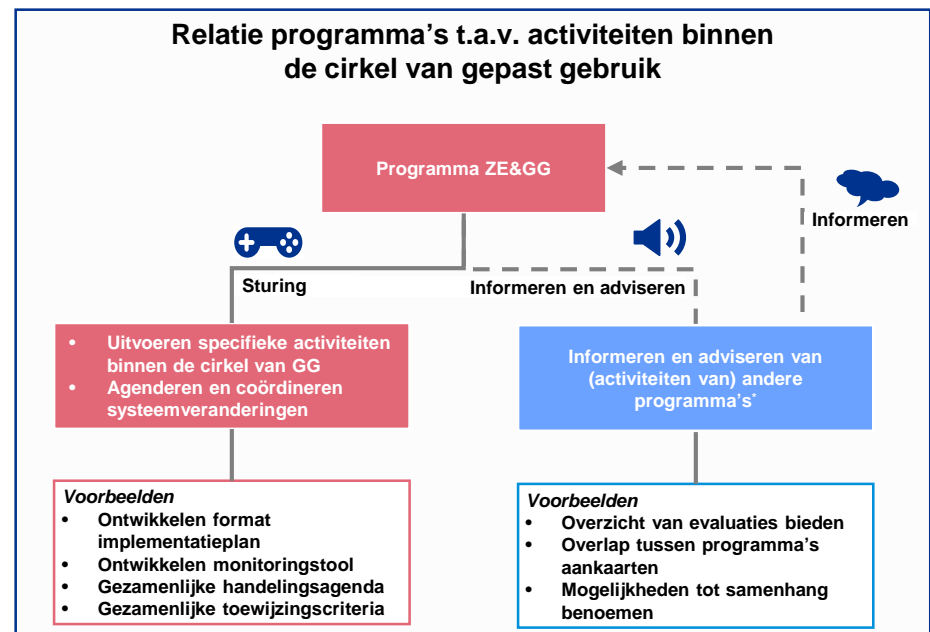 Relatie programma's t.a.v. activiteiten binnen
de cirkel van gepast gebruik
Programma ZE&GG
Informeren
Sturing
Informeren en adviseren
• Uitvoeren specifieke activiteiten
binnen de cirkel van GG
• Agenderen en coördineren
systeemveranderingen
Informeren en adviseren van
(activiteiten van) andere
programma's*
Voorbeelden
• Ontwikkelen format
implementatieplan
• Ontwikkelen monitoringstool
• Gezamenlijke handelingsagenda
• Gezamenlijke toewijzingscriteria
Voorbeelden
• Overzicht van evaluaties bieden
• Overlap tussen programma's
aankaarten
• Mogelijkheden tot samenhang
benoemen